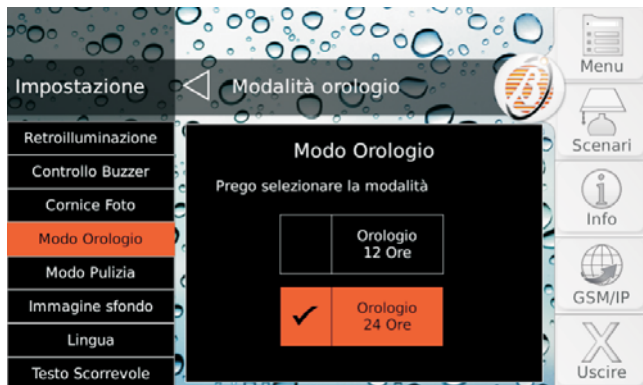 Impostazione
Modalità orologio
Retroilluminazione
Controllo Buzzer
Cornice Foto
Modo Orologio
Modo Pulizia
Immagine sfondo
Lingua
Testo Scorrevole
Modo Orologio
Prego selezionare la modalità
Orologio
12 Ore
Orologio
24 Ore
Menu
Scenari
Info
GSM/IP
Uscire